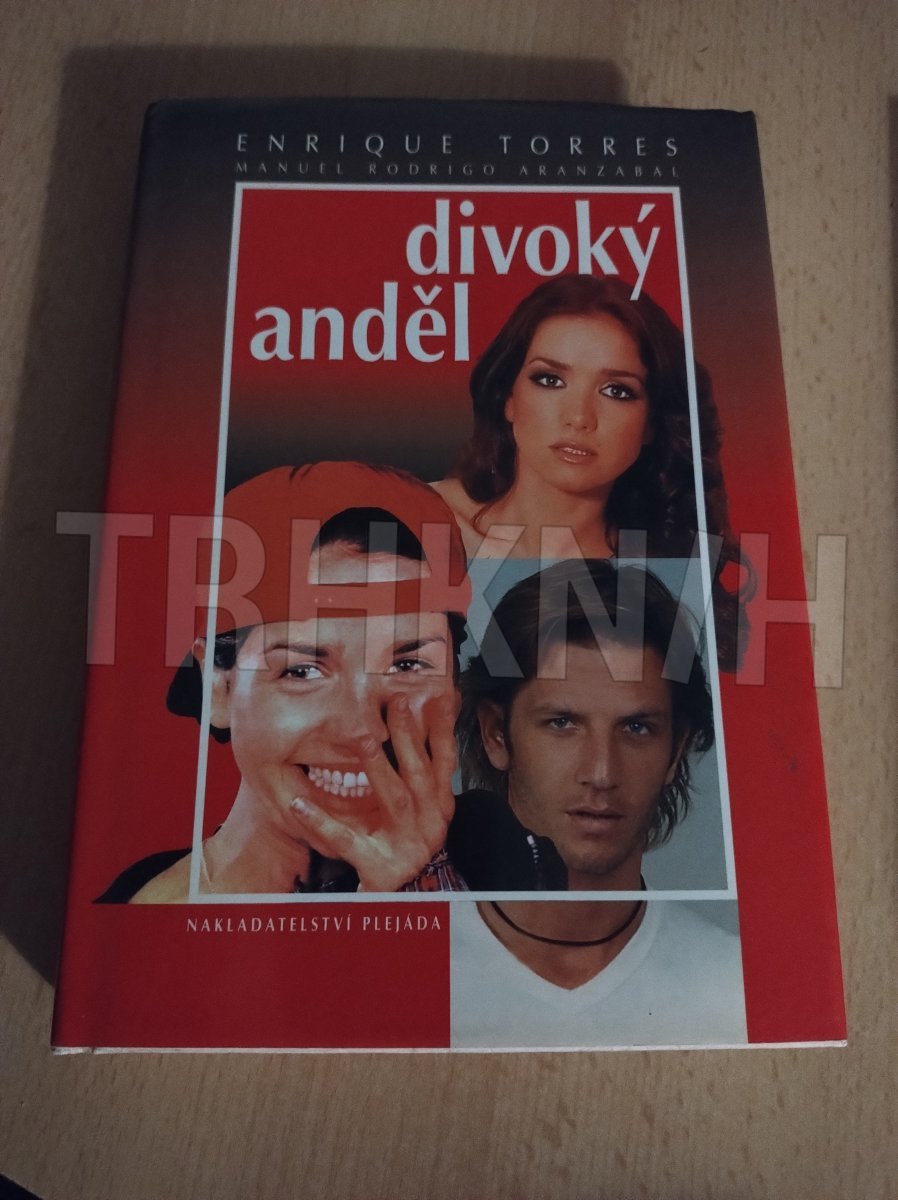 ENRIQUE TORRES
MANUEL RODRIGO ARANZABAL
divoký
anděl
TRHKNIH
NAKLADATELSTVÍ PLEJÁDA